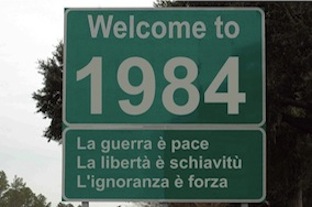 Welcome to
1984
La guerra è pace
La libertà è schiavitù
L'ignoranza è forza